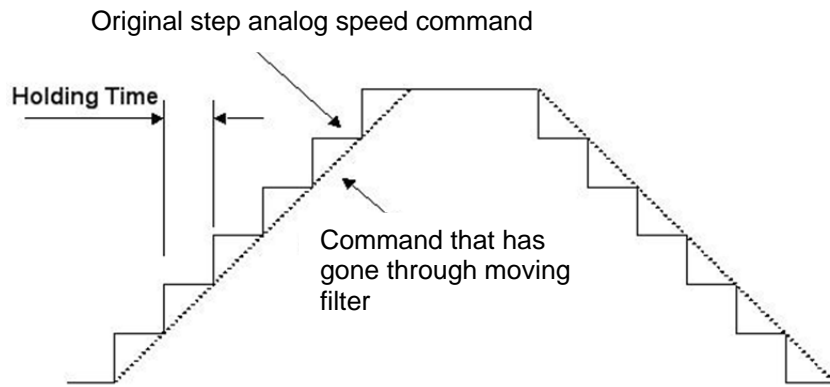 Original step analog speed command
Holding Time
Command that has
gone through moving
filter